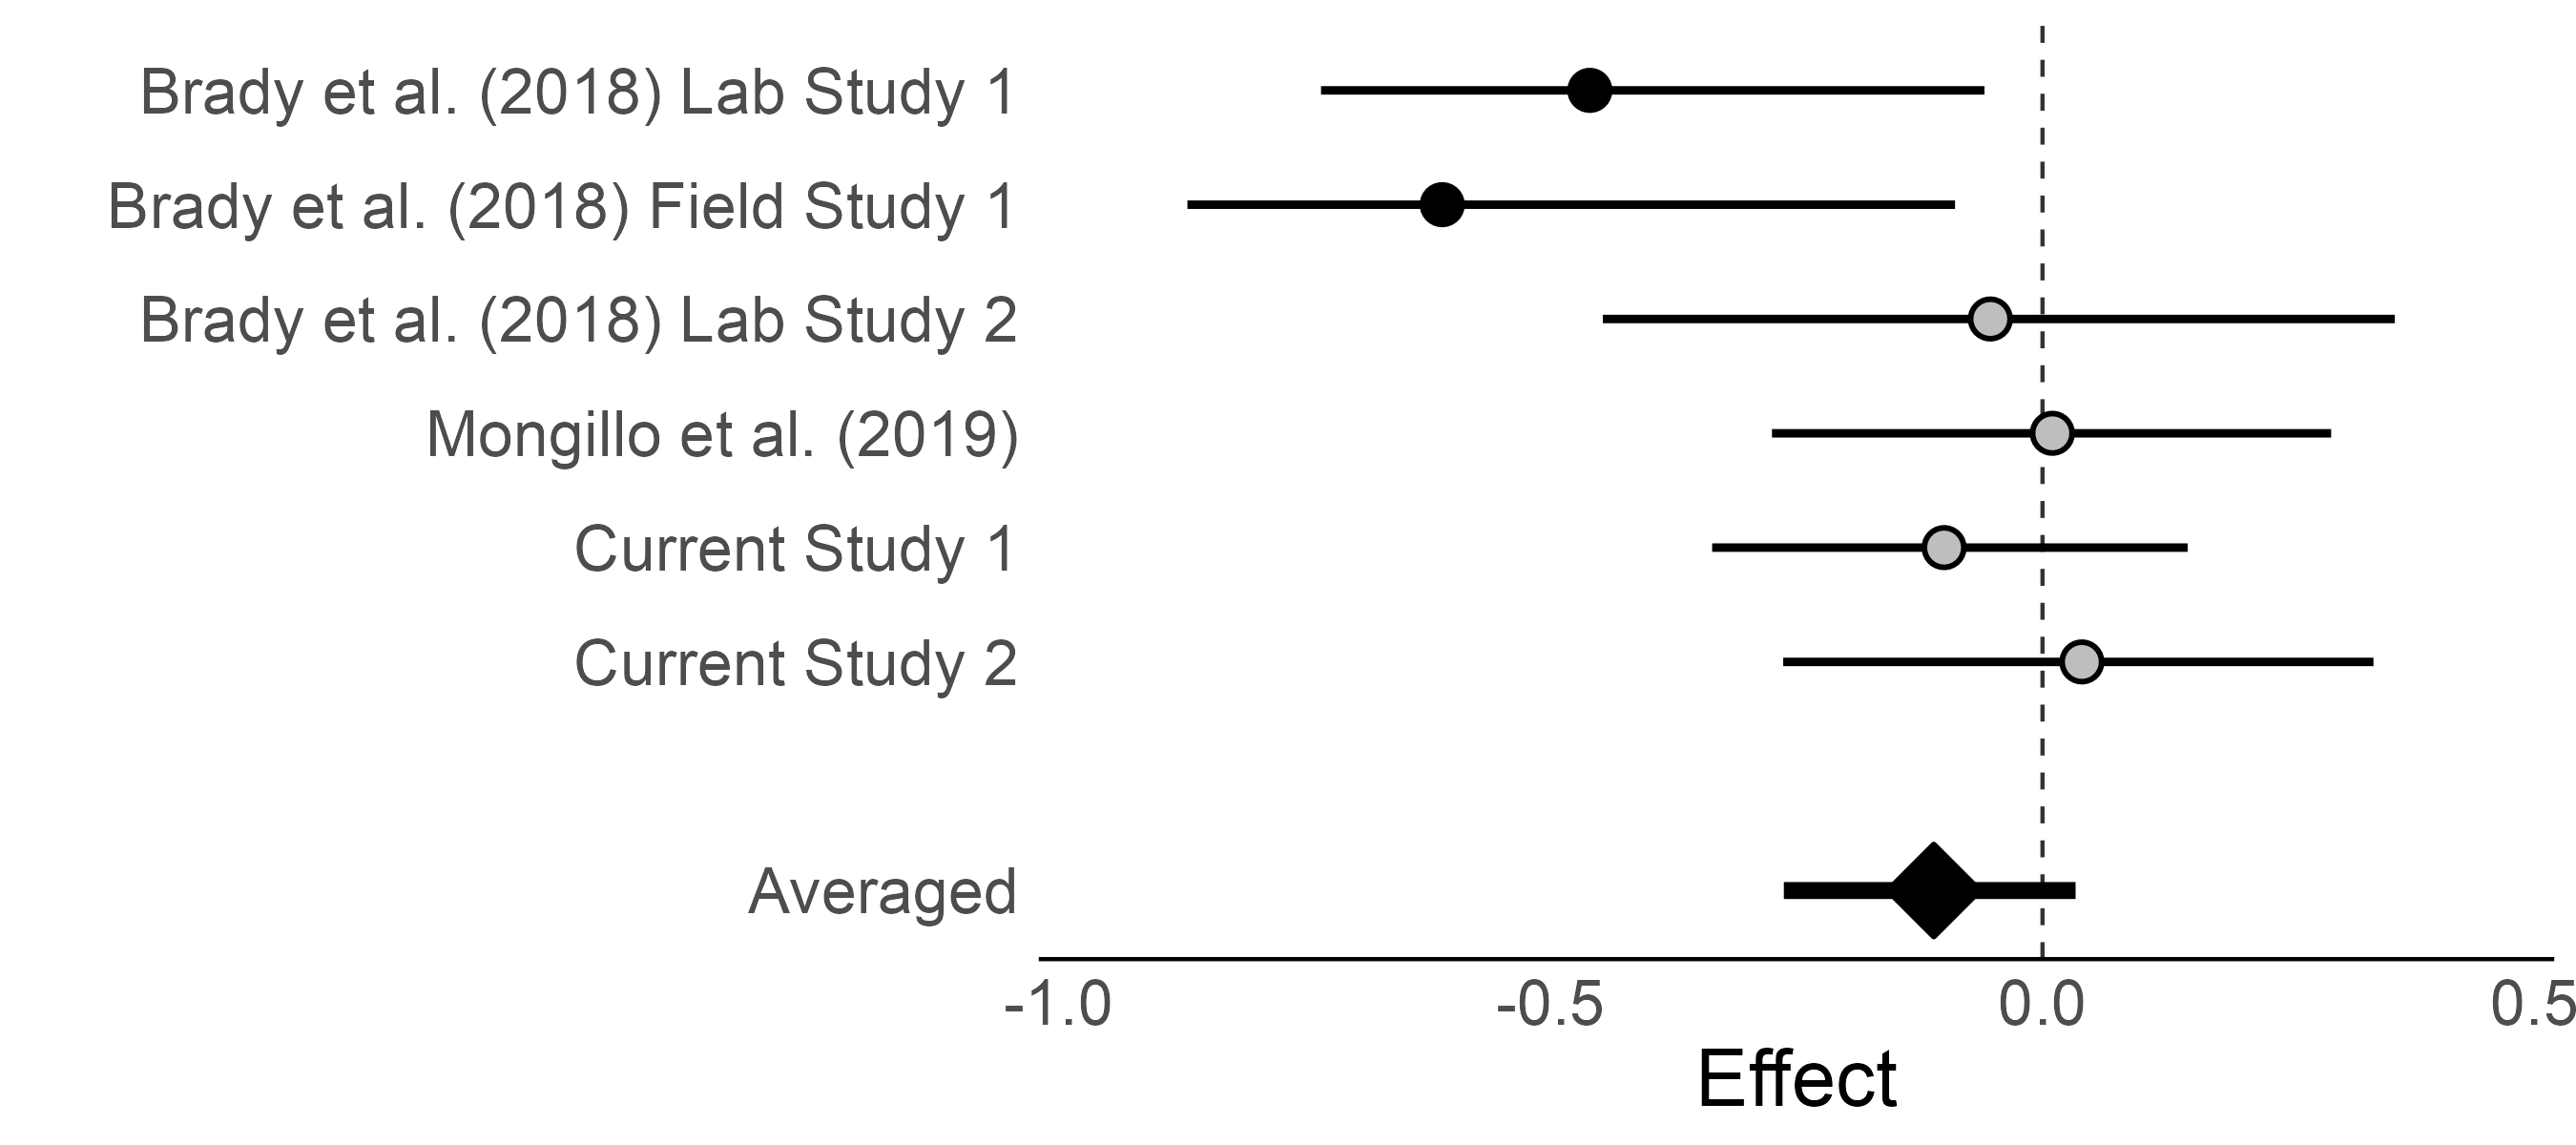 Brady et al. (2018) Lab Study 1
Brady et al. (2018) Field Study 1
Brady et al. (2018) Lab Study 2
Mongillo et al. (2019)
Current Study 1
Current Study 2
Averaged
-1.0 -0.5 0.0 0.5
Effect